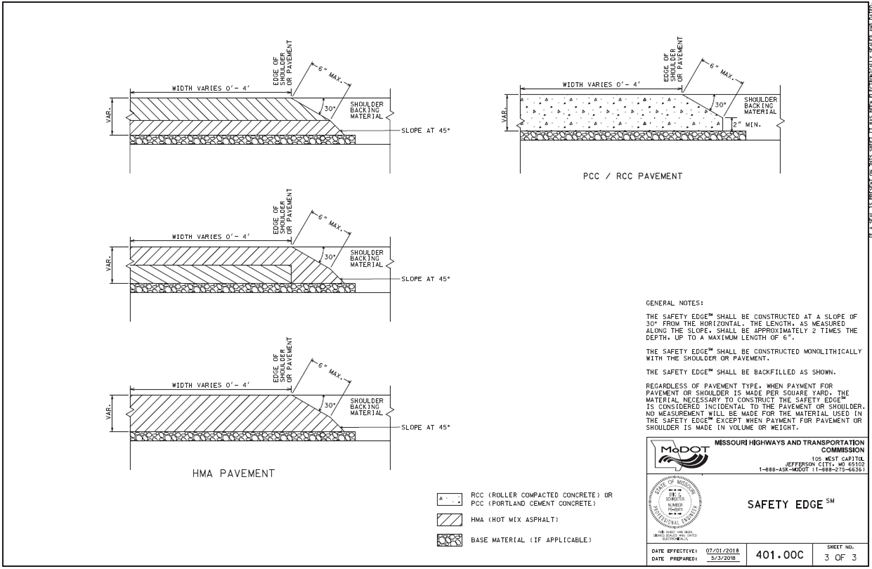 EDGE OF
SHOULDER
OR PAVEMENT
6" MAX.
WIDTH VARIES 0'- 4'
VAR.
30°
SHOULDER
BACKING
MATERIAL
SLOPE AT 45°
EDGE OF
SHOULDER
OR PAVEMENT
6" MAX.
WIDTH VARIES 0'- 4'
VAR.
30°
SHOULDER
BACKING
MATERIAL
2" MIN.
PCC / RCC PAVEMENT
EDGE OF
SHOULDER
OR PAVEMENT
6" MAX.
WIDTH VARIES 0'- 4'
VAR.
30°
SHOULDER
BACKING
MATERIAL
SLOPE AT 45°
EDGE OF
SHOULDER
OR PAVEMENT
6" MAX.
WIDTH VARIES 0'- 4'
VAR.
30°
SHOULDER
BACKING
MATERIAL
SLOPE AT 45°
HMA PAVEMENT
RCC (ROLLER COMPACTED CONCRETE) OR
PCC (PORTLAND CEMENT CONCRETE)
HMA (HOT MIX ASPHALT)
BASE MATERIAL (IF APPLICABLE)
GENERAL NOTES:
THE SAFETY EDGE℠ SHALL BE CONSTRUCTED AT A SLOPE OF
30° FROM THE HORIZONTAL. THE LENGTH, AS MEASURED
ALONG THE SLOPE, SHALL BE APPROXIMATELY 2 TIMES THE
DEPTH, UP TO A MAXIMUM LENGTH OF 6".
THE SAFETY EDGE℠ SHALL BE CONSTRUCTED MONOLITHICALLY
WITH THE SHOULDER OR PAVEMENT.
THE SAFETY EDGE℠ SHALL BE BACKFILLED AS SHOWN.
REGARDLESS OF PAVEMENT TYPE, WHEN PAYMENT FOR
PAVEMENT OR SHOULDER IS MADE PER SQUARE YARD, THE
MATERIAL NECESSARY TO CONSTRUCT THE SAFETY EDGE℠
IS CONSIDERED INCIDENTAL TO THE PAVEMENT OR SHOULDER.
NO MEASUREMENT WILL BE MADE FOR THE MATERIAL USED IN
THE SAFETY EDGE℠ EXCEPT WHEN PAYMENT FOR PAVEMENT OR
SHOULDER IS MADE IN VOLUME OR WEIGHT.
MoDOT
MISSOURI HIGHWAYS AND TRANSPORTATION
COMMISSION
105 WEST CAPITOL
JEFFERSON CITY, MO 65102
1-888-ASK-MODOT (1-888-275-6636)
STATE OF MISSOURI
NUMBER
PROFESSIONAL ENGINEER
SAFETY EDGE℠
DATE EFFECTIVE: 07/01/2018
DATE PREPARED: 5/3/2018
401.00C
SHEET NO.
3 OF 3